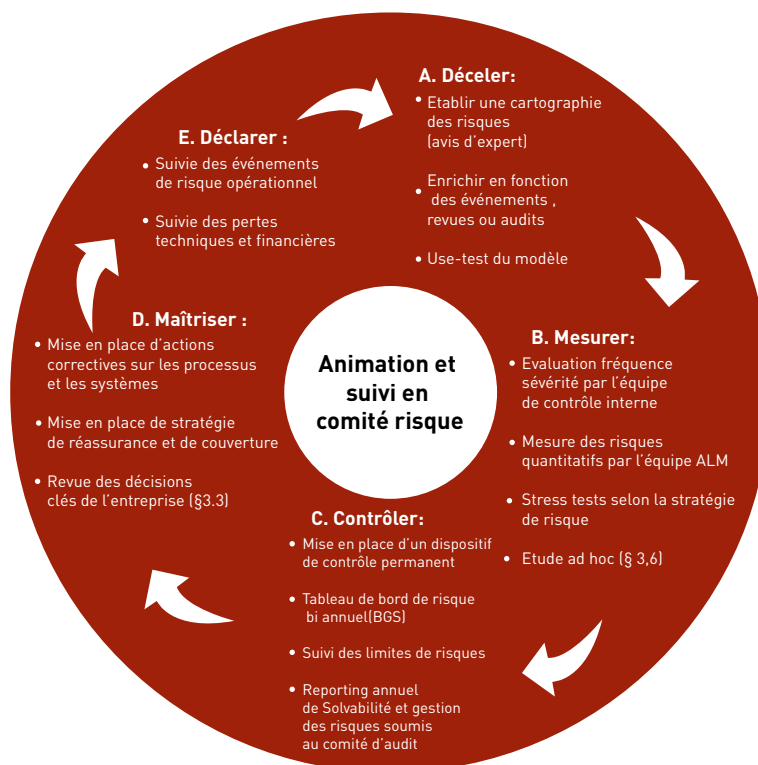 A. Déceler:
• Etablir une cartographie
des risques
(avis d'expert)
• Enrichir en fonction
des événements ,
revues ou audits
• Use-test du modèle
B. Mesurer:
• Evaluation fréquence
sévérité par l'équipe
de contrôle interne
• Mesure des risques
quantitatifs par l'équipe ALM
• Stress tests selon la stratégie
de risque
• Etude ad hoc (§ 3,6)
C. Contrôler:
• Mise en place d'un dispositif
de contrôle permanent
• Tableau de bord de risque
bi annuel(BGS)
• Suivi des limites de risques
• Reporting annuel
de Solvabilité et gestion
des risques soumis
au comité d'audit
D. Maîtriser :
• Mise en place d'actions
correctives sur les processus
et les systèmes
• Mise en place de stratégie
de réassurance et de couverture
• Revue des décisions
clés de l'entreprise (§3.3)
E. Déclarer :
• Suivie des événements
de risque opérationnel
• Suivie des pertes
techniques et financières
Animation et
suivi en
comité risque